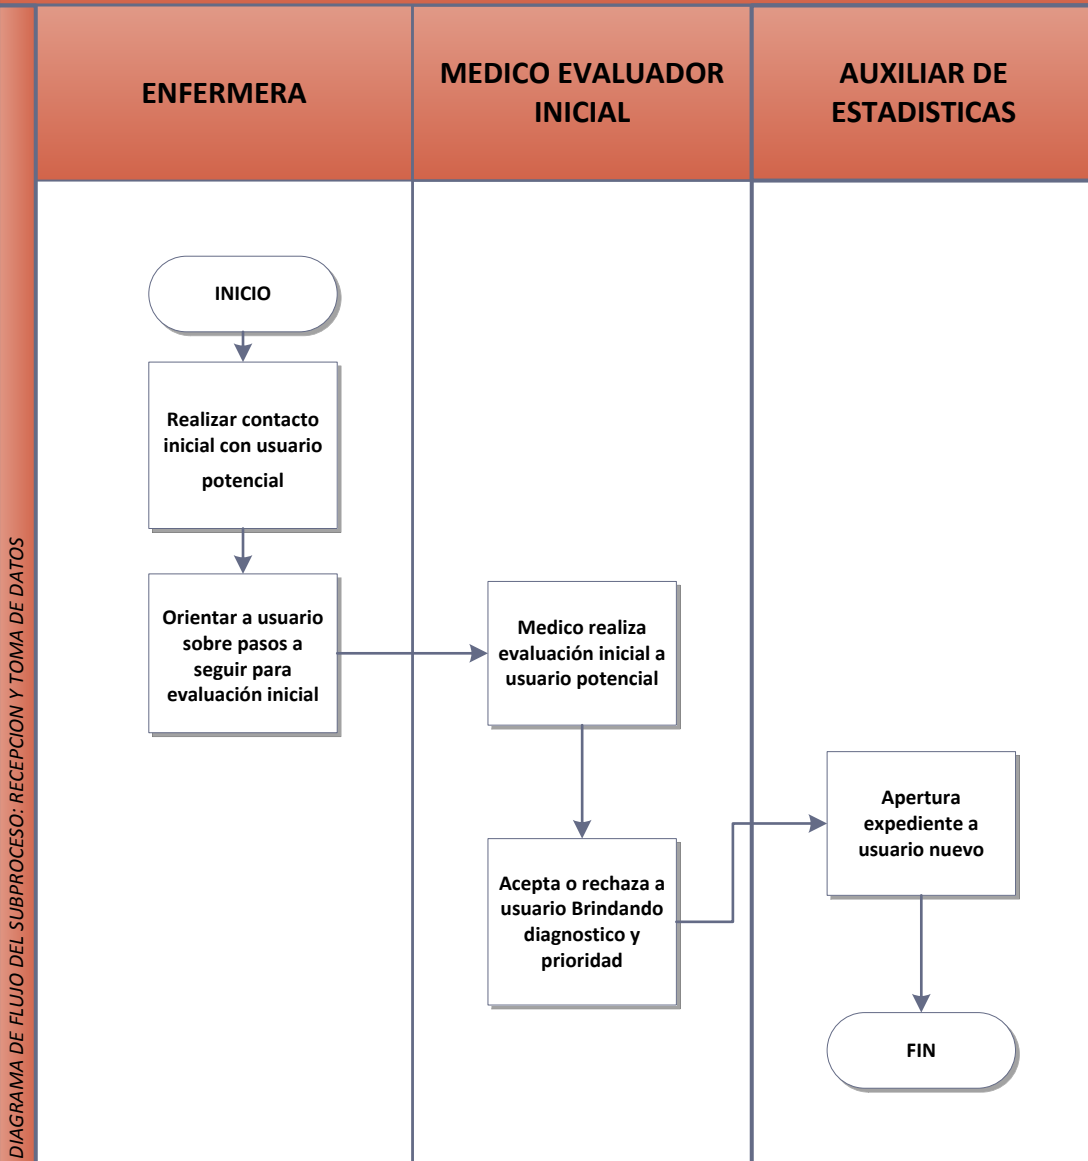 DIAGRAMA DE FLUJO DEL SUBPROCESO: RECEPCION Y TOMA DE DATOS
ENFERMERA
MEDICO EVALUADOR
INICIAL
AUXILIAR DE
ESTADISTICAS
INICIO
Realizar contacto
inicial con usuario
potencial
Orientar a usuario
sobre pasos a
seguir para
evaluación inicial
Medico realiza
evaluación inicial a
usuario potencial
Acepta o rechaza a
usuario Brindando
diagnostico y
prioridad
Apertura
expediente a
usuario nuevo
FIN